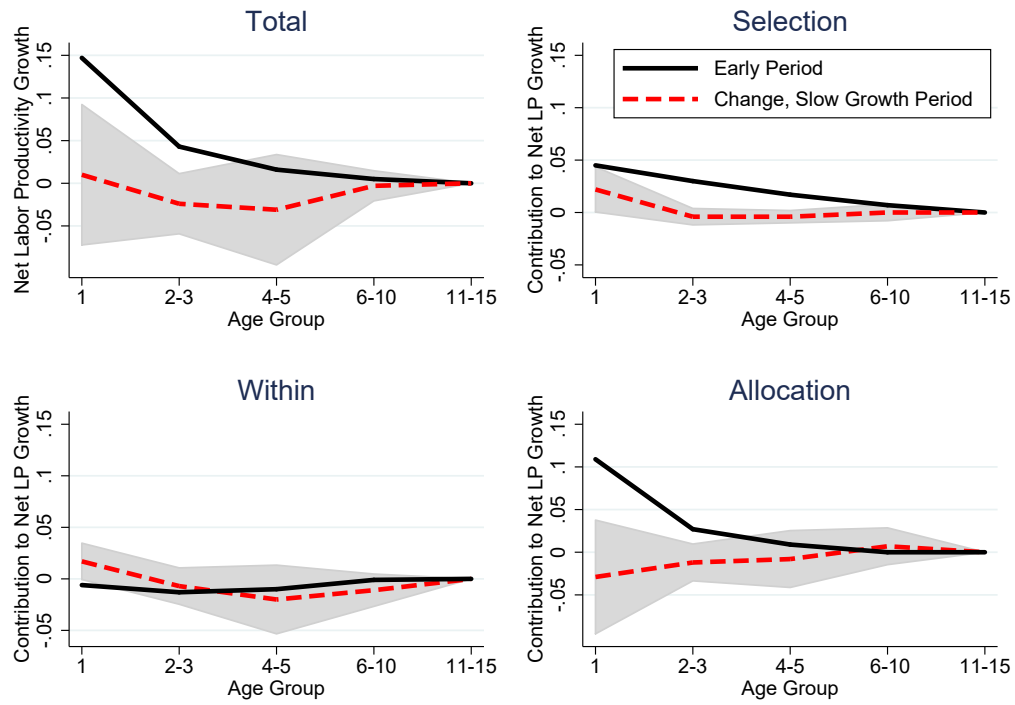 Total
Net Labor Productivity Growth
.15
.1
.05
0
-.05
1
2-3
4-5
6-10
11-15
Age Group
Selection
Early Period
Change, Slow Growth Period
Contribution to Net LP Growth
.15
.1
.05
0
-.05
1
2-3
4-5
6-10
11-15
Age Group
Within
Contribution to Net LP Growth
.15
.1
.05
0
-.05
1
2-3
4-5
6-10
11-15
Age Group
Allocation
Contribution to Net LP Growth
.15
.1
.05
0
-.05
1
2-3
4-5
6-10
11-15
Age Group